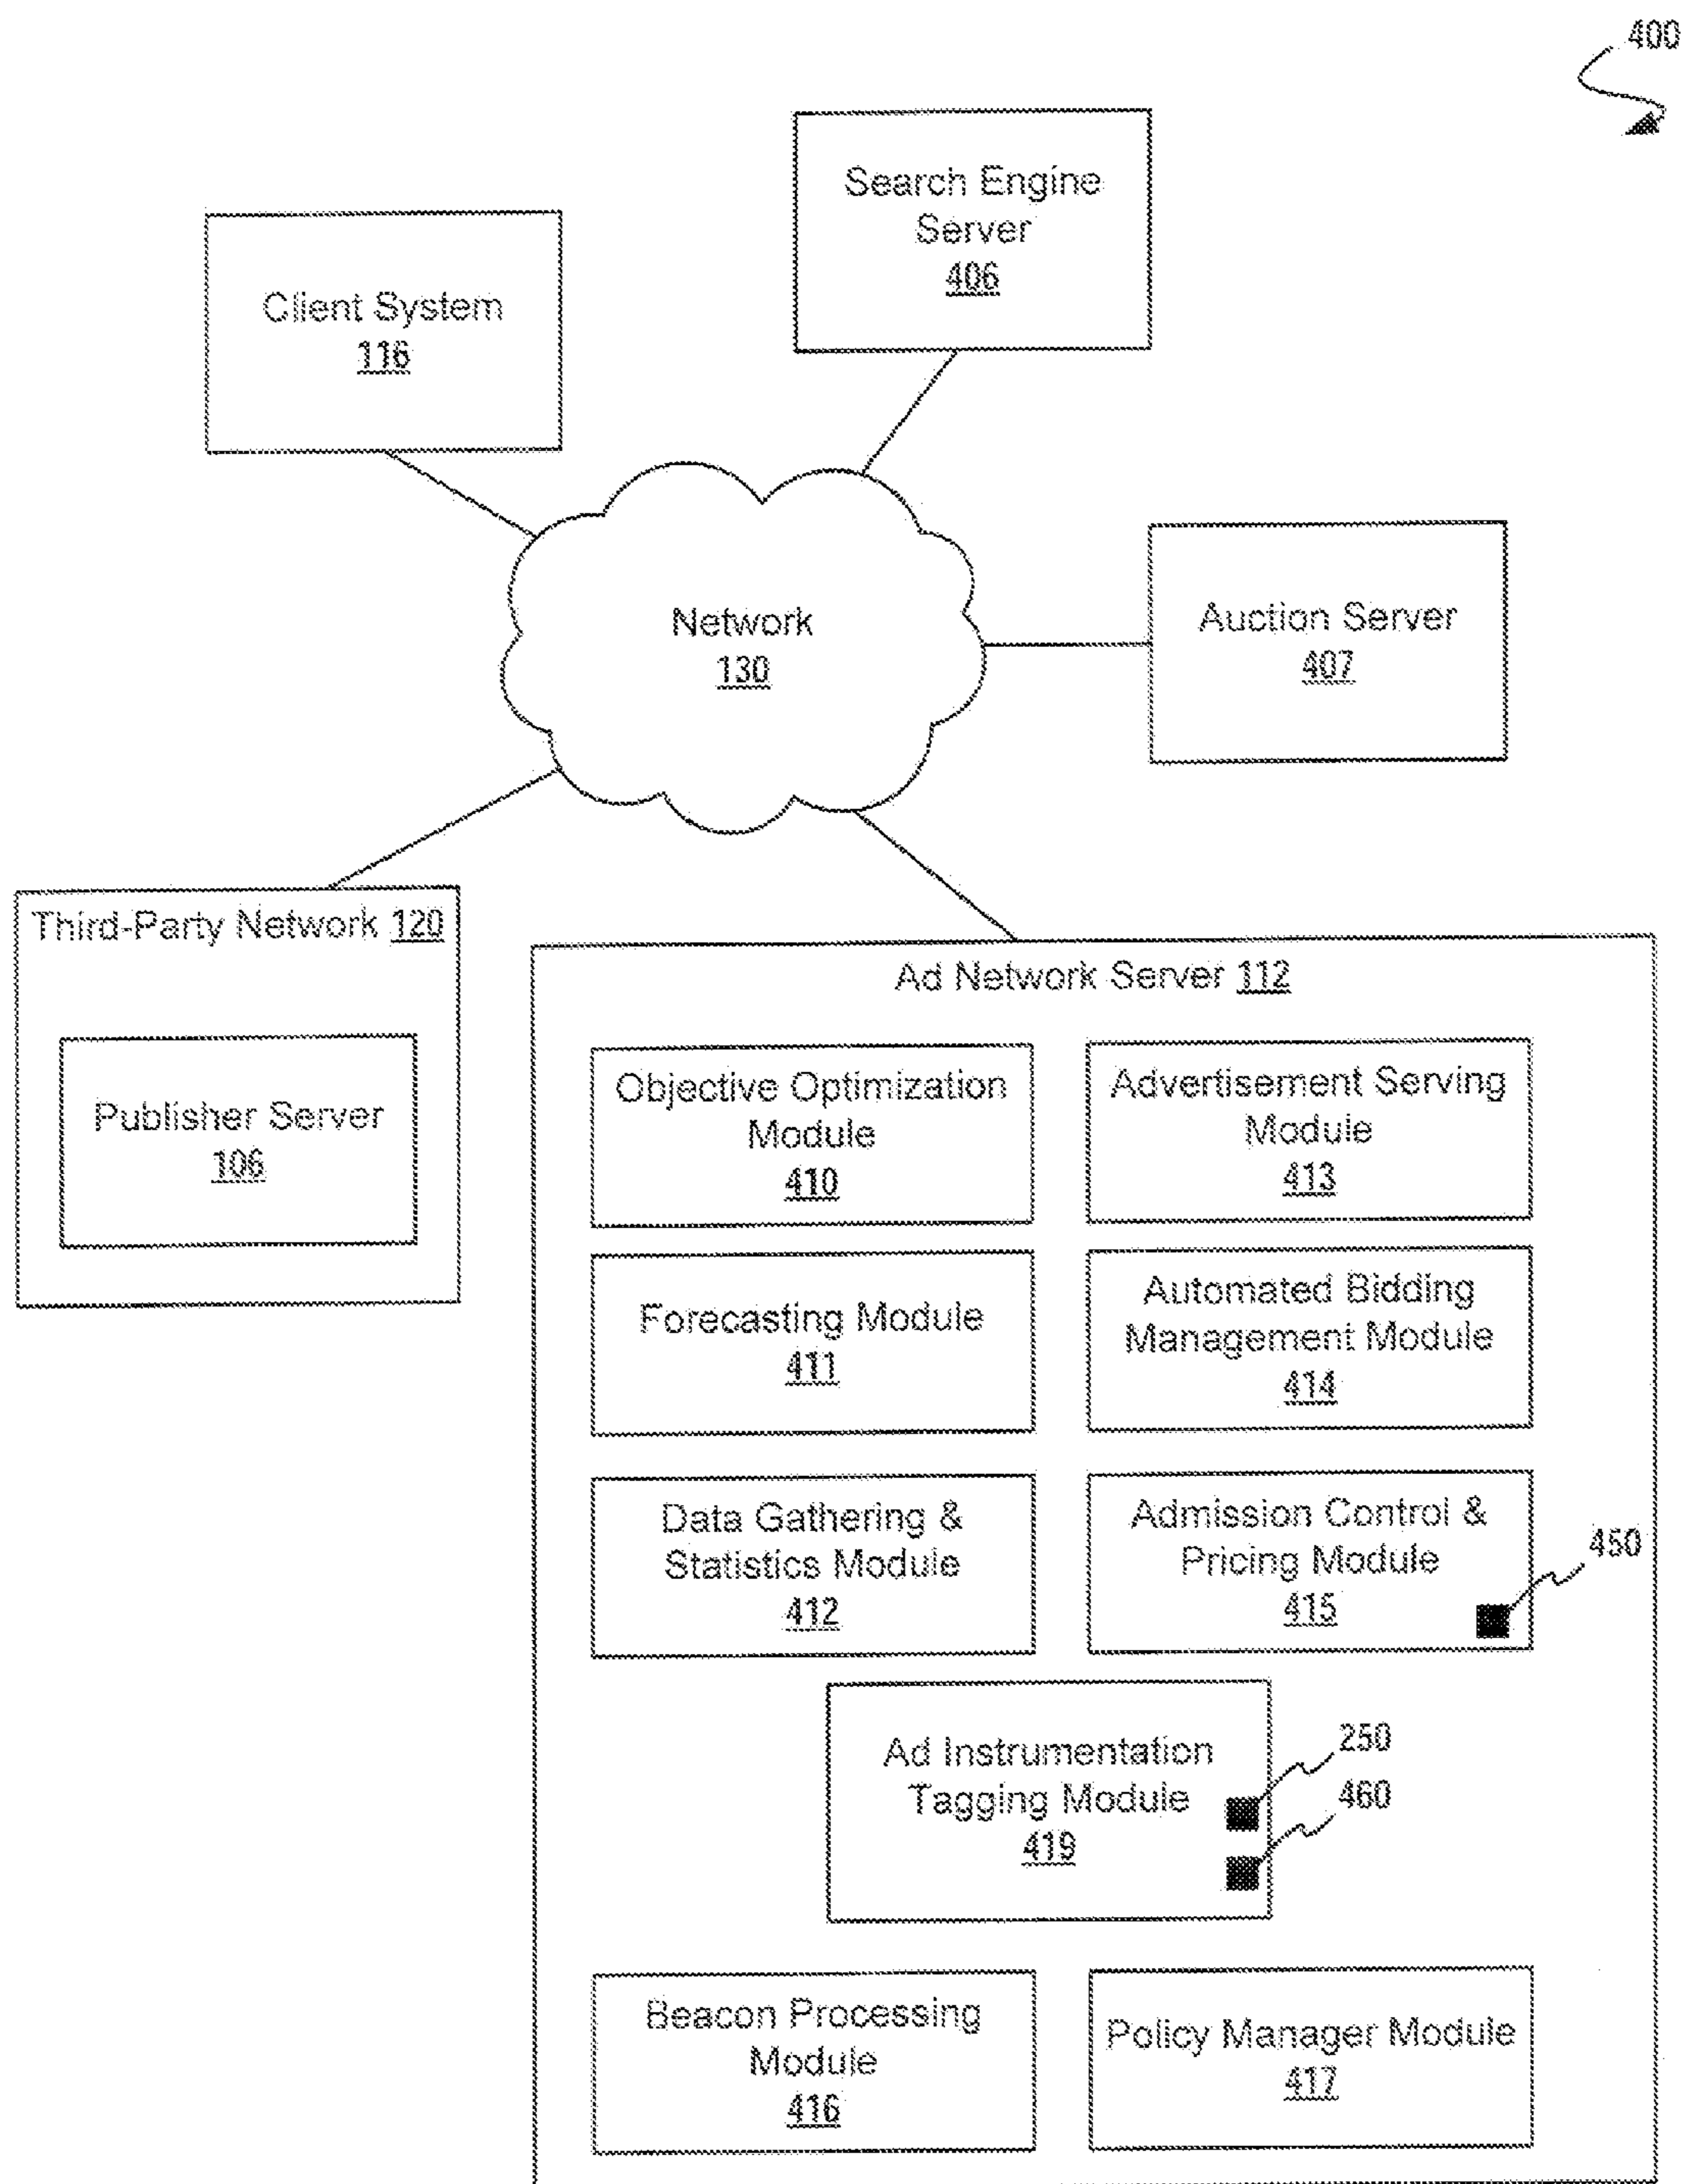 400
Search Engine
Server
406
Client System
116
Network
130
Auction Server
407
Third-Party Network 120
Publisher Server
106
Ad Network Server 112
Objective Optimization
Module
410
Advertisement Serving
Module
413
Forecasting Module
411
Automated Bidding
Management Module
414
Data Gathering &
Statistics Module
412
Admission Control &
Pricing Module
415
450
Ad Instrumentation
Tagging Module
419
250
460
Beacon Processing
Module
416
Policy Manager Module
417